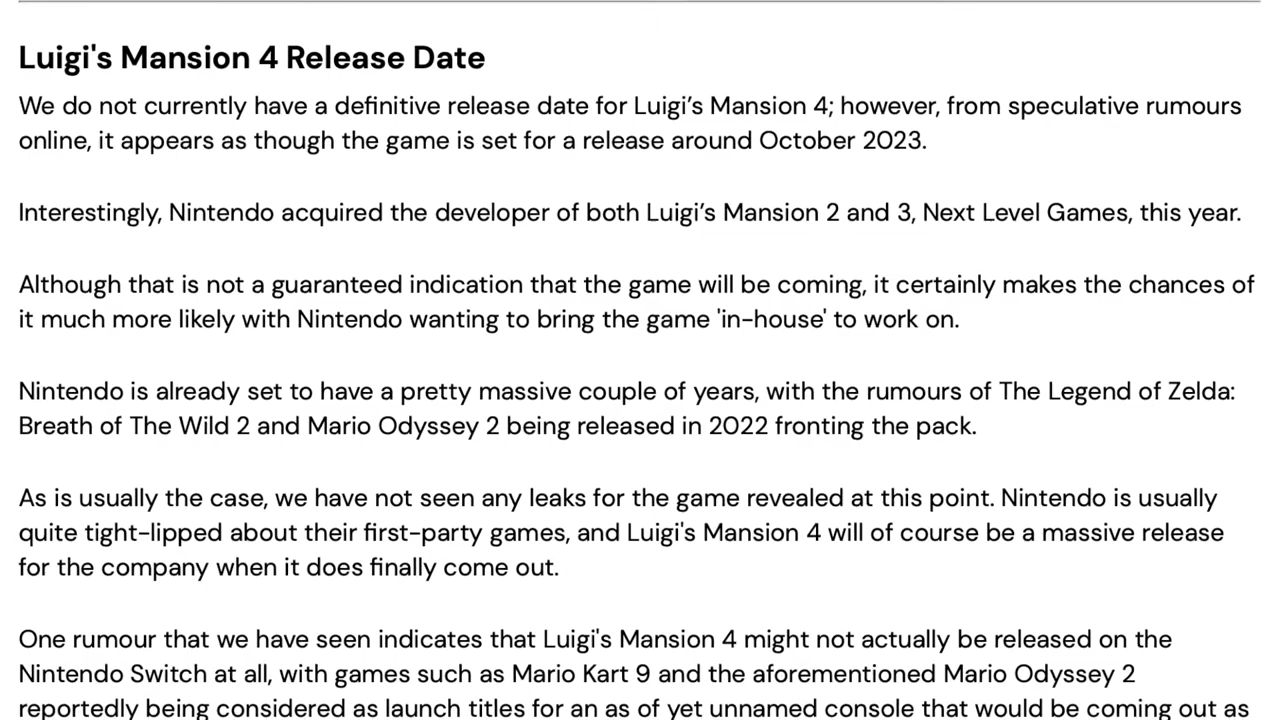 Luigi's Mansion 4 Release Date
We do not currently have a definitive release date for Luigi’s Mansion 4; however, from speculative rumours
online, it appears as though the game is set for a release around October 2023.
Interestingly, Nintendo acquired the developer of both Luigi’s Mansion 2 and 3, Next Level Games, this year.
Although that is not a guaranteed indication that the game will be coming, it certainly makes the chances of
it much more likely with Nintendo wanting to bring the game 'in-house' to work on.
Nintendo is already set to have a pretty massive couple of years, with the rumours of The Legend of Zelda:
Breath of The Wild 2 and Mario Odyssey 2 being released in 2022 fronting the pack.
As is usually the case, we have not seen any leaks for the game revealed at this point. Nintendo is usually
quite tight-lipped about their first-party games, and Luigi's Mansion 4 will of course be a massive release
for the company when it does finally come out.
One rumour that we have seen indicates that Luigi's Mansion 4 might not actually be released on the
Nintendo Switch at all, with games such as Mario Kart 9 and the aforementioned Mario Odyssey 2
reportedly being considered as launch titles for an as of yet unnamed console that would be coming out as